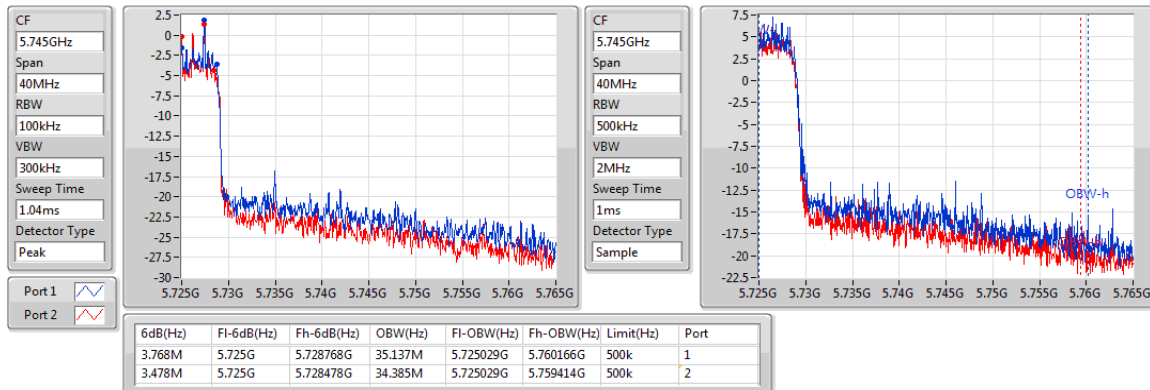 CF
5.745GHz
Span
40MHz
RBW
100kHz
VBW
300kHz
Sweep Time
1.04ms
Detector Type
Peak
Port 1
Port 2
2.5
0
-2.5
-5
-7.5
-10
-12.5
-15
-17.5
-20
-22.5
-25
-27.5
-30
5.725G 5.73G 5.735G 5.74G 5.745G 5.75G 5.755G 5.76G 5.765G
CF
5.745GHz
Span
40MHz
RBW
500kHz
VBW
2MHz
Sweep Time
1ms
Detector Type
Sample
7.5
5
2.5
0
-2.5
-5
-7.5
-10
-12.5
-15
-17.5
-20
-22.5
OBW-h
5.725G 5.73G 5.735G 5.74G 5.745G 5.75G 5.755G 5.76G 5.765G
6dB(Hz) Fl-6dB(Hz) Fh-6dB(Hz) OBW(Hz) Fl-OBW(Hz) Fh-OBW(Hz) Limit(Hz) Port
3.768M 5.725G 5.728768G 35.137M 5.725029G 5.760166G 500k 1
3.478M 5.725G 5.728478G 34.385M 5.725029G 5.759414G 500k 2